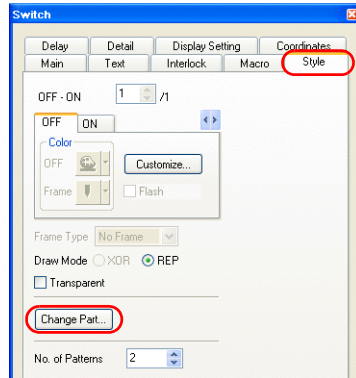 Switch
Delay Detail Display Setting Coordinates
Main Text Interlock Macro Style
OFF - ON 1 /1
OFF ON
Color
OFF Customize...
Frame Flash
Frame Type No Frame
Draw Mode XOR REP
Transparent
Change Part...
No. of Patterns 2